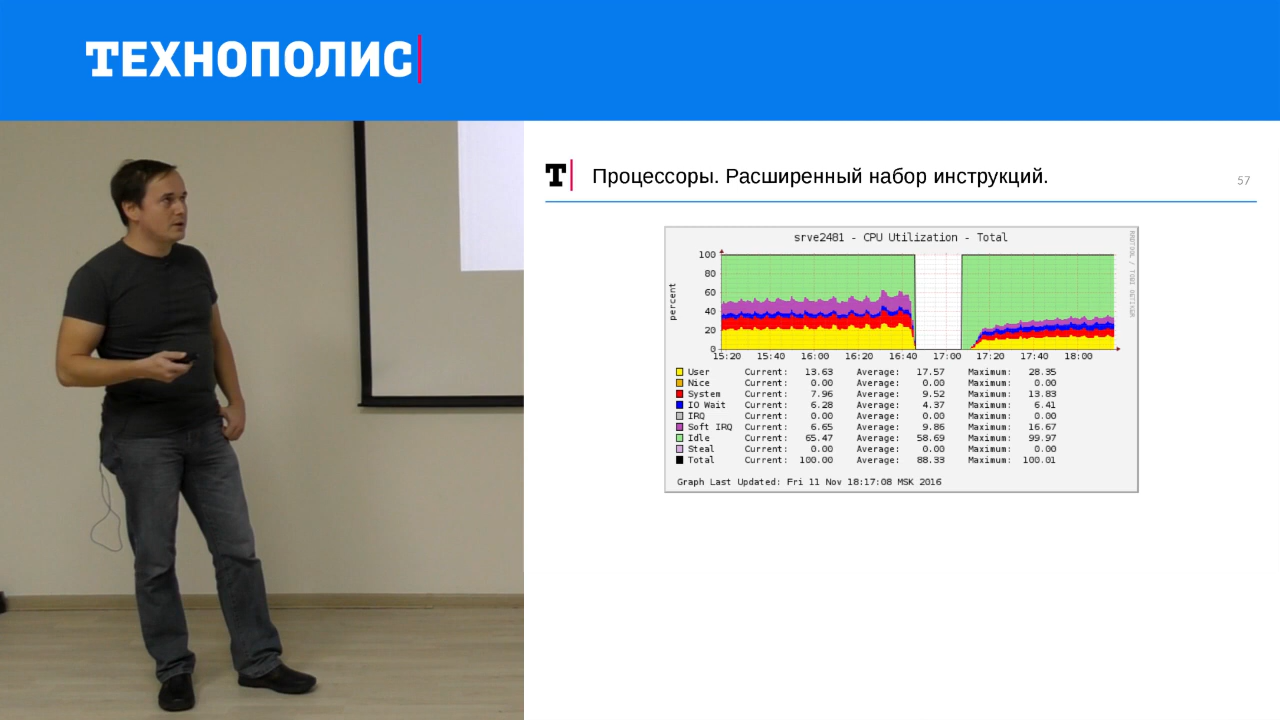 ТЕХНОПОЛИС
T Процессоры. Расширенный набор инструкций. 57
srve2481 - CPU Utilization - Total
RRDTOOL / TOBI OETIKER
percent
100
80
60
40
20
0
15:20 15:40 16:00 16:20 16:40 17:00 17:20 17:40 18:00
User Current: 13.63 Average: 17.57 Maximum: 28.35
Nice Current: 0.00 Average: 0.00 Maximum: 0.00
System Current: 7.96 Average: 9.52 Maximum: 13.83
IO Wait Current: 6.28 Average: 4.37 Maximum: 6.41
IRQ Current: 0.00 Average: 0.00 Maximum: 0.00
Soft IRQ Current: 6.65 Average: 9.86 Maximum: 16.67
Idle Current: 65.47 Average: 58.69 Maximum: 99.97
Steal Current: 0.00 Average: 0.00 Maximum: 0.00
Total Current: 100.00 Average: 88.33 Maximum: 100.01
Graph Last Updated: Fri 11 Nov 18:17:08 MSK 2016